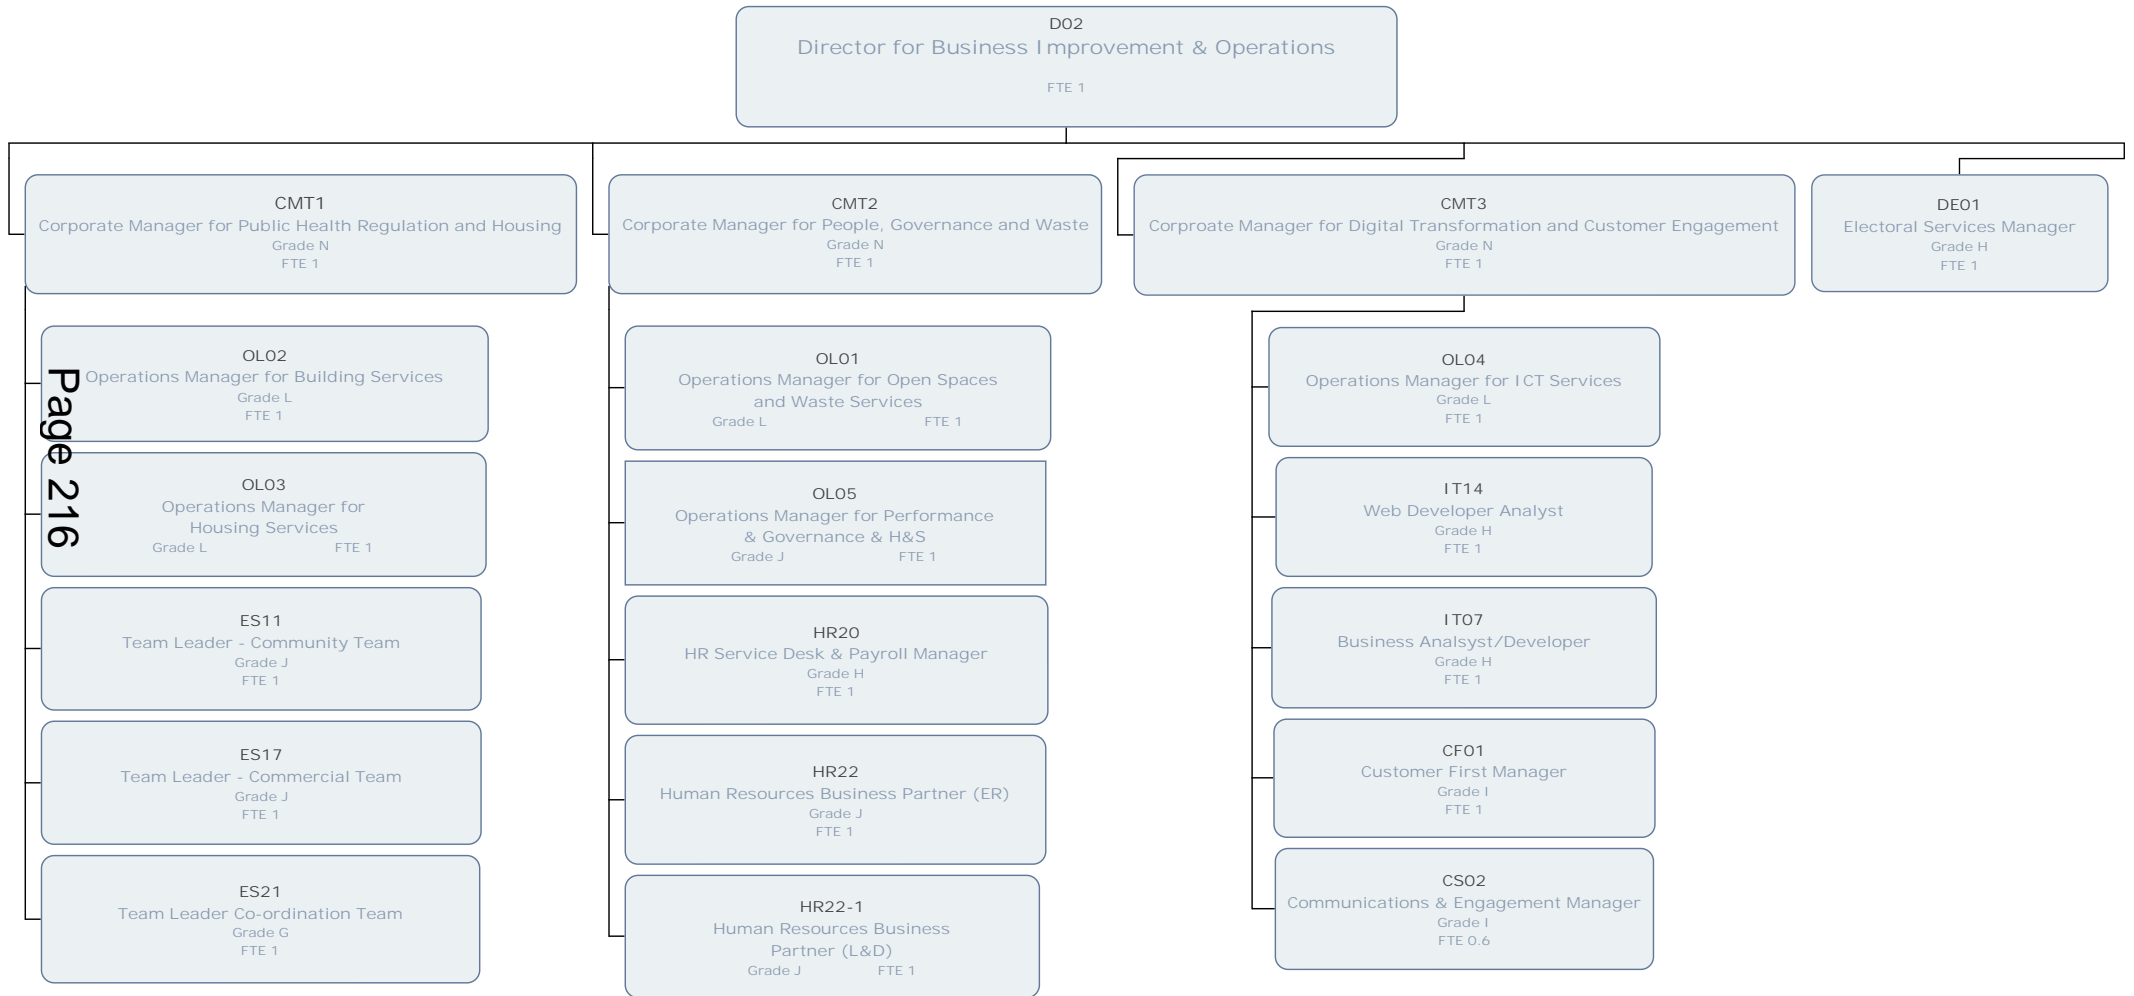 D02
Director for Business Improvement & Operations
FTE 1
CMT1
Corporate Manager for Public Health Regulation and Housing
Grade N
FTE 1
CMT2
Corporate Manager for People, Governance and Waste
Grade N
FTE 1
CMT3
Corproate Manager for Digital Transformation and Customer Engagement
Grade N
FTE 1
DE01
Electoral Services Manager
Grade H
FTE 1
OL02
Operations Manager for Building Services
Grade L
FTE 1
OL03
Operations Manager for
Housing Services
Grade L FTE 1
ES11
Team Leader - Community Team
Grade J
FTE 1
ES17
Team Leader - Commercial Team
Grade J
FTE 1
ES21
Team Leader Co-ordination Team
Grade G
FTE 1
OL01
Operations Manager for Open Spaces
and Waste Services
Grade L FTE 1
OL05
Operations Manager for Performance
& Governance & H&S
Grade J FTE 1
HR20
HR Service Desk & Payroll Manager
Grade H
FTE 1
HR22
Human Resources Business Partner (ER)
Grade J
FTE 1
HR22-1
Human Resources Business
Partner (L&D)
Grade J FTE 1
OL04
Operations Manager for ICT Services
Grade L
FTE 1
IT14
Web Developer Analyst
Grade H
FTE 1
IT07
Business Analsyst/Developer
Grade H
FTE 1
CF01
Customer First Manager
Grade I
FTE 1
CS02
Communications & Engagement Manager
Grade I
FTE 0.6
Page 216